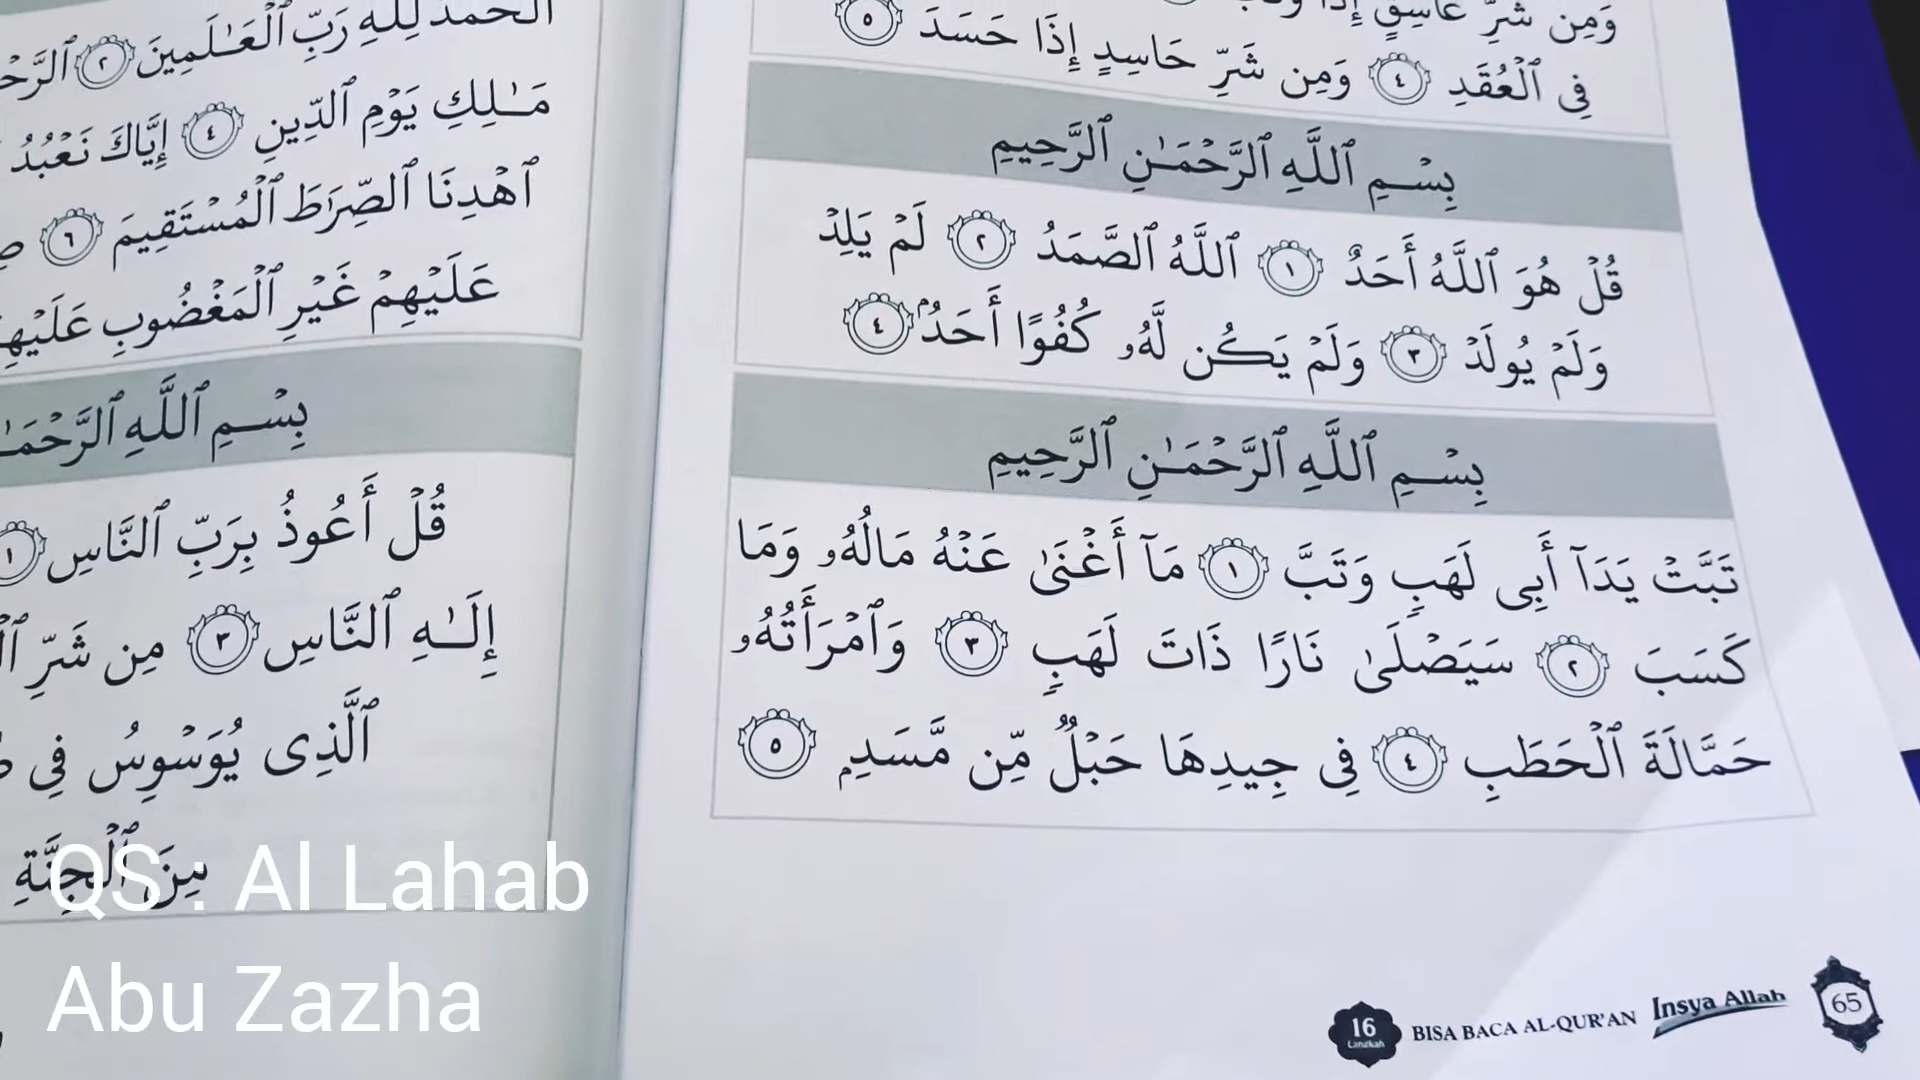 وَمِن شَرِّ غَاسِقٍ إِذَا وَقَبَ
فِى ٱلْعُقَدِ ٤ وَمِن شَرِّ حَاسِدٍ إِذَا حَسَدَ ٥
بِسْمِ ٱللَّهِ ٱلرَّحْمَـٰنِ ٱلرَّحِيمِ
قُلْ هُوَ ٱللَّهُ أَحَدٌ ١ ٱللَّهُ ٱلصَّمَدُ ٢ لَمْ يَلِدْ
وَلَمْ يُولَدْ ٣ وَلَمْ يَكُن لَّهُۥ كُفُوًا أَحَدٌۢ ٤
بِسْمِ ٱللَّهِ ٱلرَّحْمَـٰنِ ٱلرَّحِيمِ
تَبَّتْ يَدَآ أَبِى لَهَبٍ وَتَبَّ ١ مَآ أَغْنَىٰ عَنْهُ مَالُهُۥ وَمَا
كَسَبَ ٢ سَيَصْلَىٰ نَارًا ذَاتَ لَهَبٍ ٣ وَٱمْرَأَتُهُۥ
حَمَّالَةَ ٱلْحَطَبِ ٤ فِى جِيدِهَا حَبْلٌ مِّن مَّسَدٍۭ ٥
16 Langkah BISA BACA AL-QUR'AN Insya Allah 65
ٱلْحَمْدُ لِلَّهِ رَبِّ ٱلْعَـٰلَمِينَ ٢
مَـٰلِكِ يَوْمِ ٱلدِّينِ ٤ إِيَّاكَ نَعْبُدُ
ٱهْدِنَا ٱلصِّرَٰطَ ٱلْمُسْتَقِيمَ ٦
عَلَيْهِمْ غَيْرِ ٱلْمَغْضُوبِ عَلَيْهِمْ
بِسْمِ ٱللَّهِ
قُلْ أَعُوذُ بِرَبِّ ٱلنَّاسِ ١
إِلَـٰهِ ٱلنَّاسِ ٣ مِن شَرِّ
ٱلَّذِى يُوَسْوِسُ فِى
مِنَ ٱلْجِنَّةِ
QS : Al Lahab
Abu Zazha